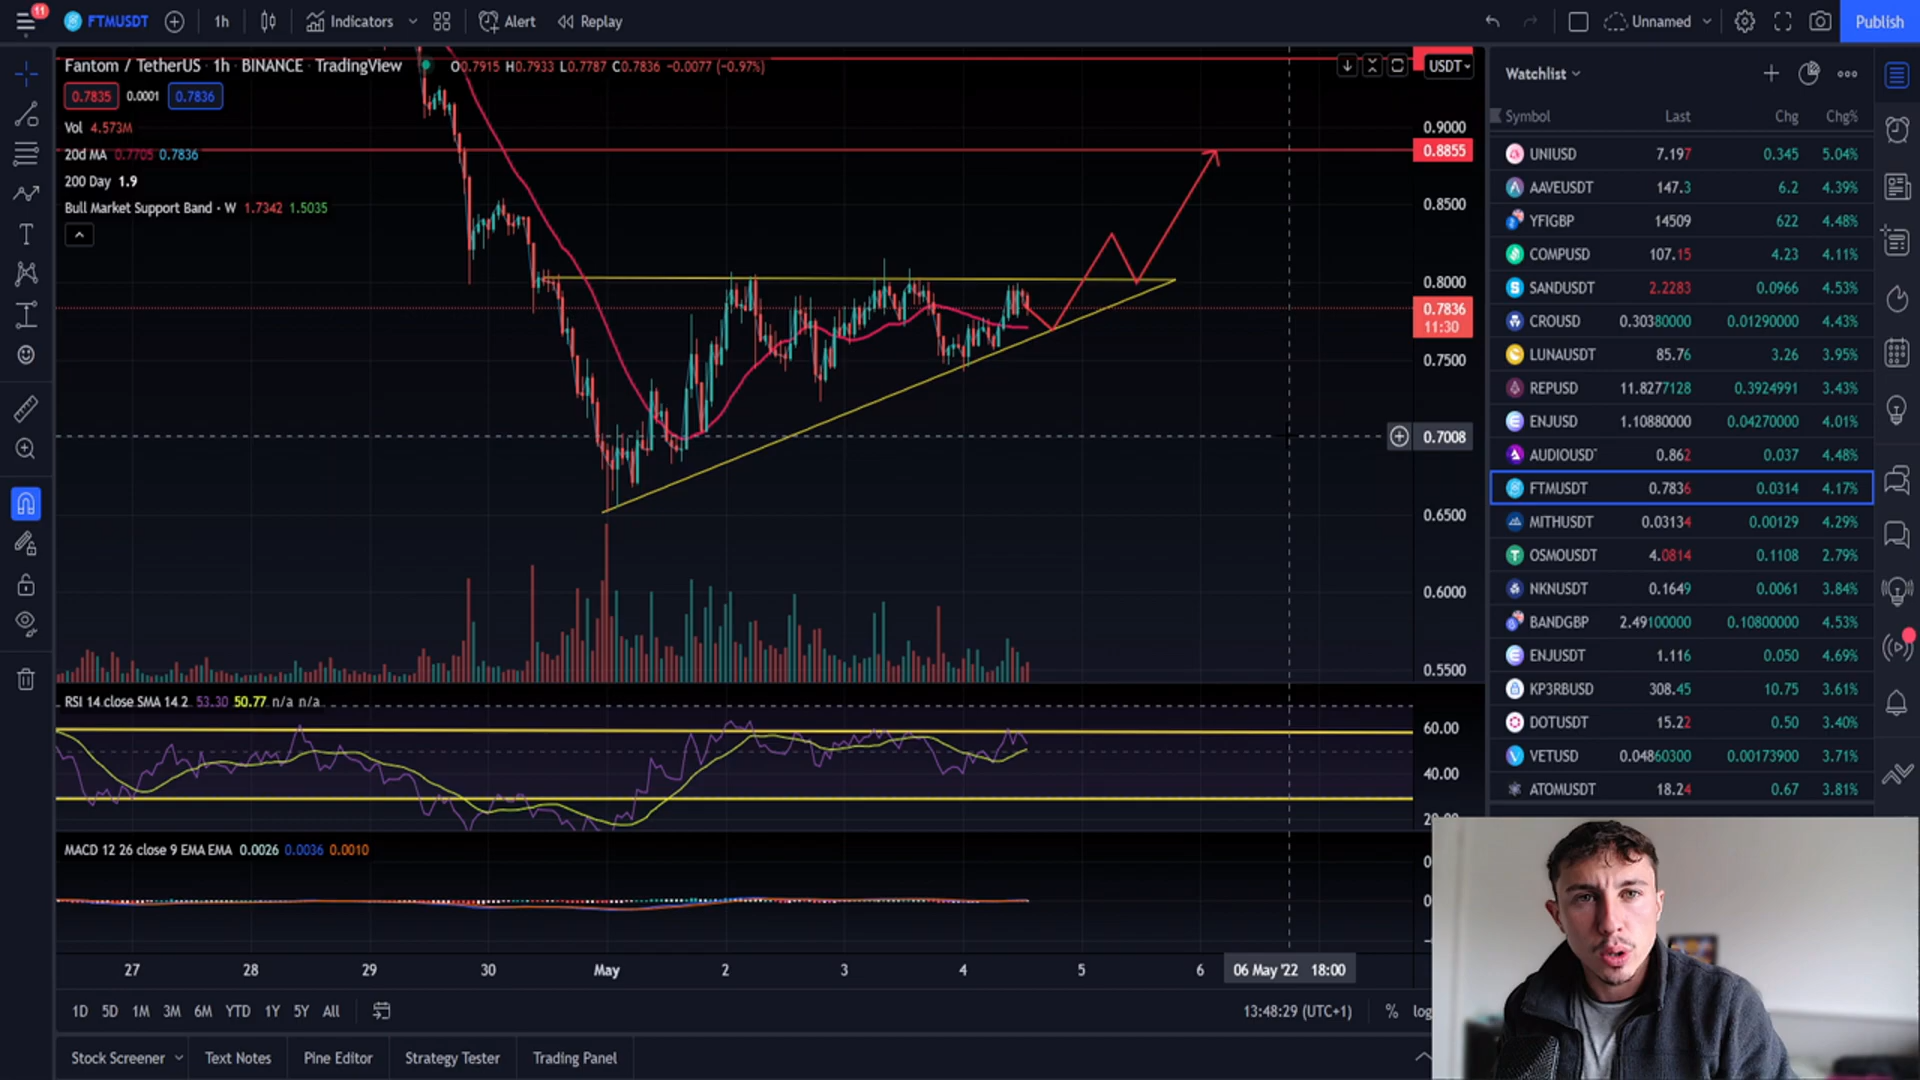 11
FTMUSDT
1h
Indicators
Alert
Replay
Unnamed
Publish
Fantom / TetherUS · 1h · BINANCE · TradingView
O0.7915 H0.7933 L0.7787 C0.7836 −0.0077 (−0.97%)
USDT
0.7835 0.0001 0.7836
Vol 4.573M
20d MA 0.7705 0.7836
200 Day 1.9
Bull Market Support Band · W 1.7342 1.5035
0.9000
0.8855
0.8500
0.8000
0.7836
11:30
0.7500
0.7008
0.6500
0.6000
0.5500
RSI 14 close SMA 14 2 53.30 50.77 n/a n/a
60.00
40.00
MACD 12 26 close 9 EMA EMA 0.0026 0.0036 0.0010
0
0
27 28 29 30 May 2 3 4 5 6 06 May '22 18:00
1D 5D 1M 3M 6M YTD 1Y 5Y All
13:48:29 (UTC+1) % log
Stock Screener Text Notes Pine Editor Strategy Tester Trading Panel
Watchlist
Symbol Last Chg Chg%
UNIUSD 7.197 0.345 5.04%
AAVEUSDT 147.3 6.2 4.39%
YFIGBP 14509 622 4.48%
COMPUSD 107.15 4.23 4.11%
SANDUSDT 2.2283 0.0966 4.53%
CROUSD 0.30380000 0.01290000 4.43%
LUNAUSDT 85.76 3.26 3.95%
REPUSD 11.8277128 0.3924991 3.43%
ENJUSD 1.10880000 0.04270000 4.01%
AUDIOUSD 0.862 0.037 4.48%
FTMUSDT 0.7836 0.0314 4.17%
MITHUSDT 0.03134 0.00129 4.29%
OSMOUSDT 4.0814 0.1108 2.79%
NKNUSDT 0.1649 0.0061 3.84%
BANDGBP 2.49100000 0.10800000 4.53%
ENJUSDT 1.116 0.050 4.69%
KP3RBUSD 308.45 10.75 3.61%
DOTUSDT 15.22 0.50 3.40%
VETUSD 0.04860300 0.00173900 3.71%
ATOMUSDT 18.24 0.67 3.81%